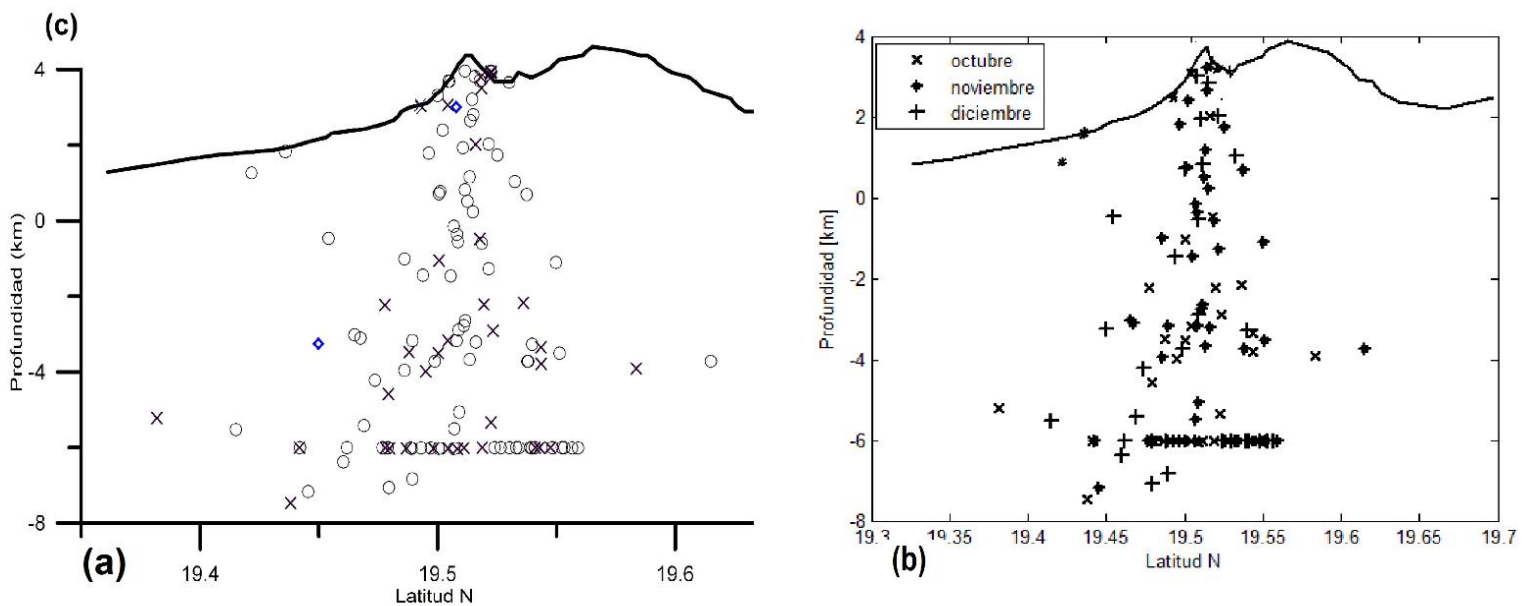 (c)
4
0
-4
-8
Profundidad (km)
19.4
19.5
19.6
Latitud N
(a)
octubre
noviembre
diciembre
4
2
0
-2
-4
-6
-8
Profundidad [km]
19.3
19.35
19.4
19.45
19.5
19.55
19.6
19.65
19.7
Latitud N
(b)